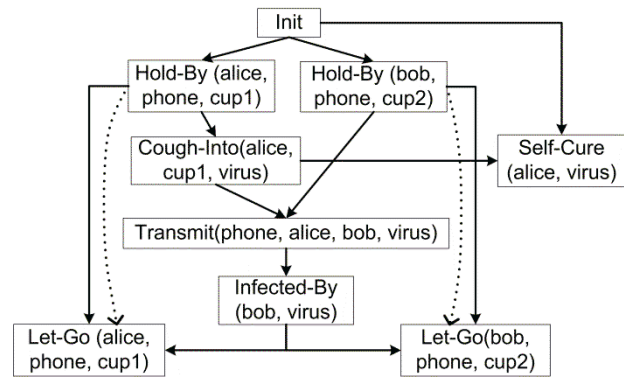 Init
Hold-By (alice,
phone, cup1)
Hold-By (bob,
phone, cup2)
Cough-Into(alice,
cup1, virus)
Self-Cure
(alice, virus)
Transmit(phone, alice, bob, virus)
Infected-By
(bob, virus)
Let-Go (alice,
phone, cup1)
Let-Go(bob,
phone, cup2)